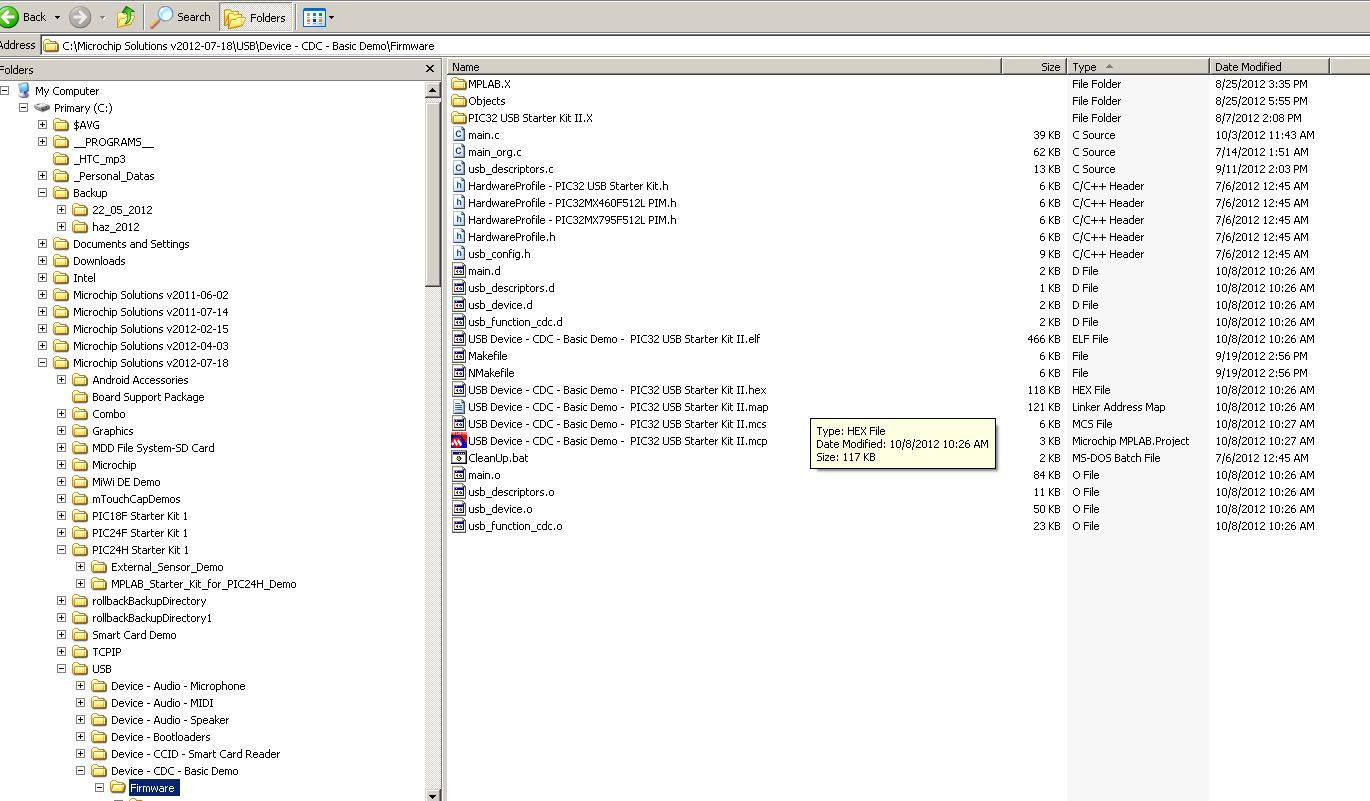 Back Search Folders
Address C:\Microchip Solutions v2012-07-18\USB\Device - CDC - Basic Demo\Firmware
Folders
My Computer
Primary (C:)
$AVG
__PROGRAMS__
_HTC_mp3
_Personal_Datas
Backup
22_05_2012
haz_2012
Documents and Settings
Downloads
Intel
Microchip Solutions v2011-06-02
Microchip Solutions v2011-07-14
Microchip Solutions v2012-02-15
Microchip Solutions v2012-04-03
Microchip Solutions v2012-07-18
Android Accessories
Board Support Package
Combo
Graphics
MDD File System-SD Card
Microchip
MiWi DE Demo
mTouchCapDemos
PIC18F Starter Kit 1
PIC24F Starter Kit 1
PIC24H Starter Kit 1
External_Sensor_Demo
MPLAB_Starter_Kit_for_PIC24H_Demo
rollbackBackupDirectory
rollbackBackupDirectory1
Smart Card Demo
TCPIP
USB
Device - Audio - Microphone
Device - Audio - MIDI
Device - Audio - Speaker
Device - Bootloaders
Device - CCID - Smart Card Reader
Device - CDC - Basic Demo
Firmware
Name Size Type Date Modified
MPLAB.X File Folder 8/25/2012 3:35 PM
Objects File Folder 8/25/2012 5:55 PM
PIC32 USB Starter Kit II.X File Folder 8/7/2012 2:08 PM
main.c 39 KB C Source 10/3/2012 11:43 AM
main_org.c 62 KB C Source 7/14/2012 1:51 AM
usb_descriptors.c 13 KB C Source 9/11/2012 2:03 PM
HardwareProfile - PIC32 USB Starter Kit.h 6 KB C/C++ Header 7/6/2012 12:45 AM
HardwareProfile - PIC32MX460F512L PIM.h 6 KB C/C++ Header 7/6/2012 12:45 AM
HardwareProfile - PIC32MX795F512L PIM.h 6 KB C/C++ Header 7/6/2012 12:45 AM
HardwareProfile.h 6 KB C/C++ Header 7/6/2012 12:45 AM
usb_config.h 9 KB C/C++ Header 7/6/2012 12:45 AM
main.d 2 KB D File 10/8/2012 10:26 AM
usb_descriptors.d 1 KB D File 10/8/2012 10:26 AM
usb_device.d 2 KB D File 10/8/2012 10:26 AM
usb_function_cdc.d 2 KB D File 10/8/2012 10:26 AM
USB Device - CDC - Basic Demo - PIC32 USB Starter Kit II.elf 466 KB ELF File 10/8/2012 10:26 AM
Makefile 6 KB File 9/19/2012 2:56 PM
NMakefile 6 KB File 9/19/2012 2:56 PM
USB Device - CDC - Basic Demo - PIC32 USB Starter Kit II.hex 118 KB HEX File 10/8/2012 10:26 AM
USB Device - CDC - Basic Demo - PIC32 USB Starter Kit II.map 121 KB Linker Address Map 10/8/2012 10:26 AM
USB Device - CDC - Basic Demo - PIC32 USB Starter Kit II.mcs 6 KB MCS File 10/8/2012 10:27 AM
USB Device - CDC - Basic Demo - PIC32 USB Starter Kit II.mcp 3 KB Microchip MPLAB.Project 10/8/2012 10:27 AM
CleanUp.bat 2 KB MS-DOS Batch File 7/6/2012 12:45 AM
main.o 84 KB O File 10/8/2012 10:26 AM
usb_descriptors.o 11 KB O File 10/8/2012 10:26 AM
usb_device.o 50 KB O File 10/8/2012 10:26 AM
usb_function_cdc.o 23 KB O File 10/8/2012 10:26 AM
Type: HEX File
Date Modified: 10/8/2012 10:26 AM
Size: 117 KB